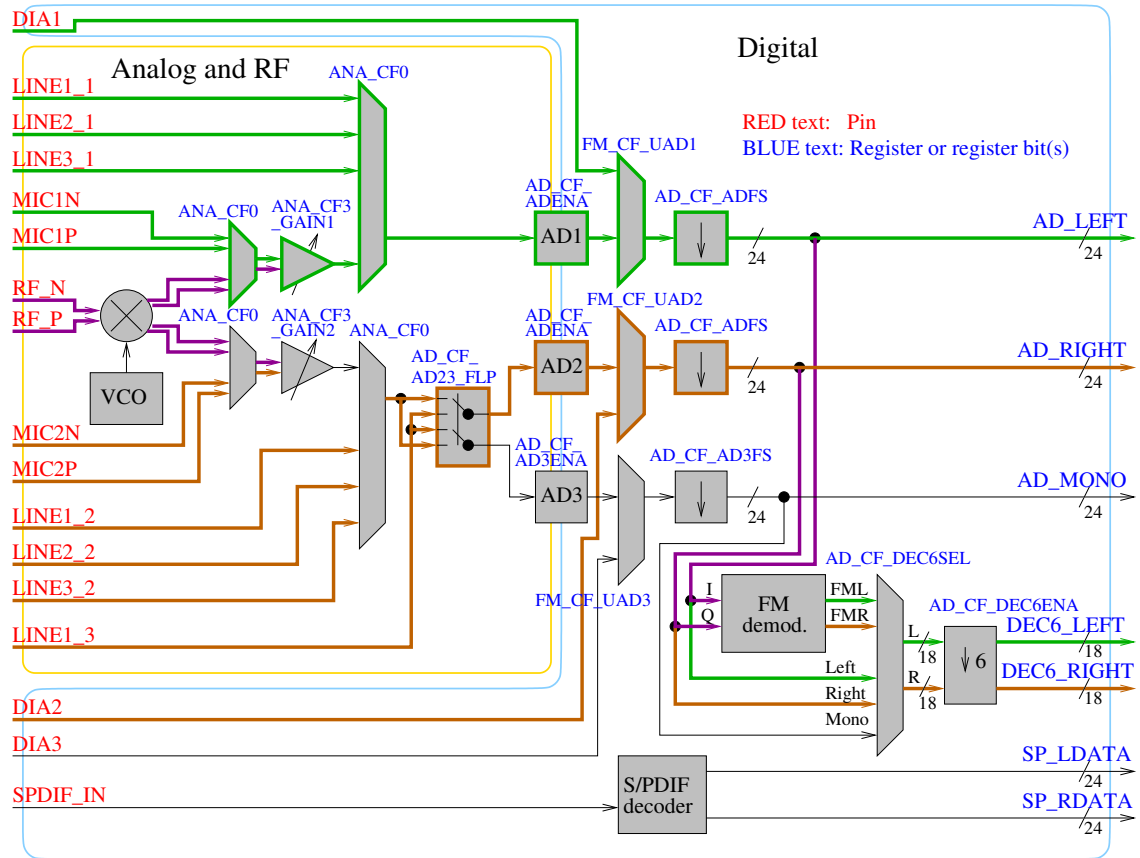 DIA1
Analog and RF
Digital
ANA_CF0
LINE1_1
LINE2_1
LINE3_1
RED text: Pin
BLUE text: Register or register bit(s)
FM_CF_UAD1
MIC1N
MIC1P
ANA_CF0
ANA_CF3
_GAIN1
AD_CF_
ADENA
AD1
AD_CF_ADFS
24
AD_LEFT
24
RF_N
RF_P
VCO
ANA_CF0
ANA_CF3
_GAIN2
ANA_CF0
AD_CF_
AD23_FLP
AD_CF_
ADENA
AD2
FM_CF_UAD2
AD_CF_ADFS
24
AD_RIGHT
24
MIC2N
MIC2P
AD_CF_
AD3ENA
AD3
AD_CF_AD3FS
24
AD_MONO
24
LINE1_2
LINE2_2
LINE3_2
LINE1_3
FM_CF_UAD3
AD_CF_DEC6SEL
I
Q
FM
demod.
FML
FMR
Left
Right
Mono
L
18
R
18
AD_CF_DEC6ENA
6
DEC6_LEFT
18
DEC6_RIGHT
18
DIA2
DIA3
SPDIF_IN
S/PDIF
decoder
SP_LDATA
24
SP_RDATA
24